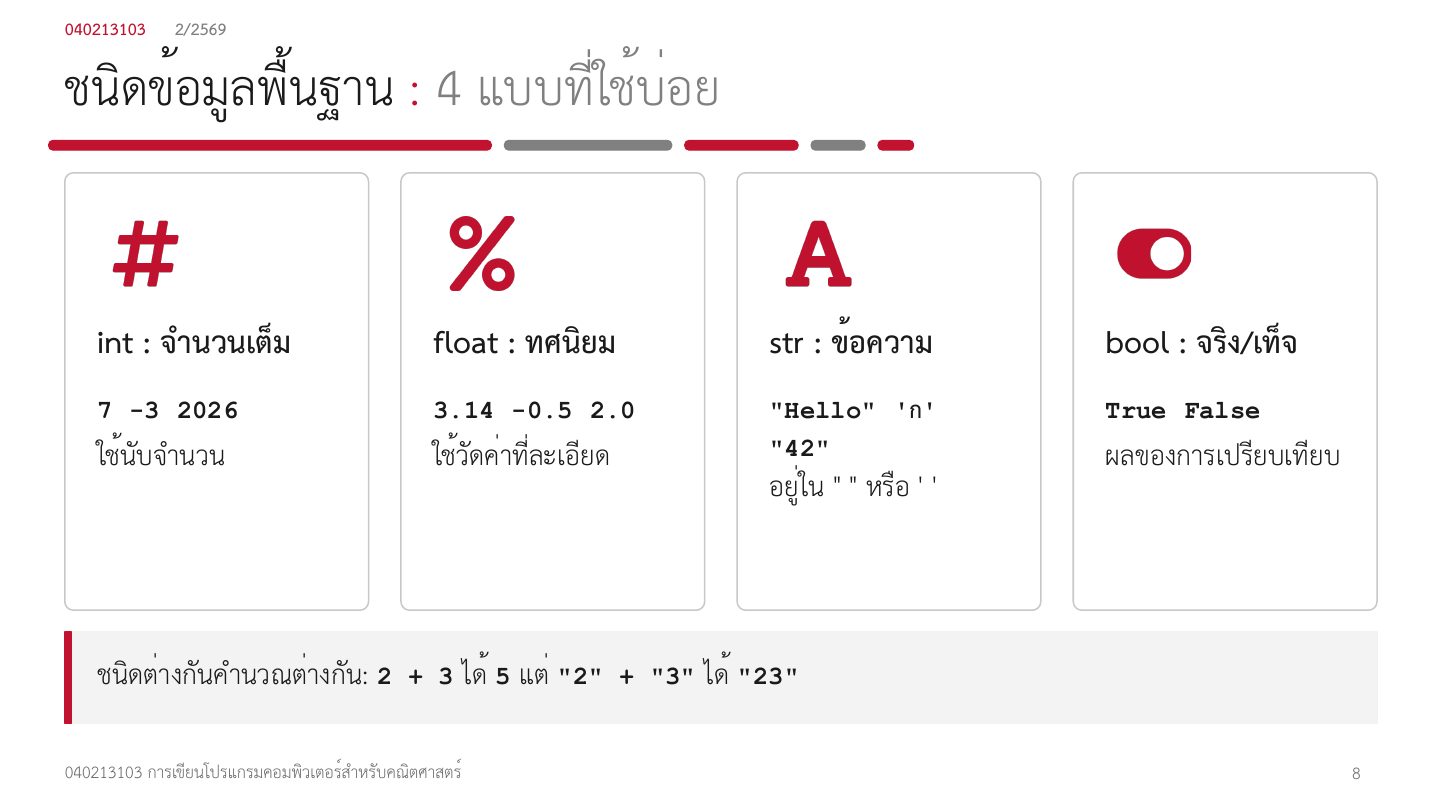 040213103 2/2569
ชนิดข้อมูลพื้นฐาน : 4 แบบที่ใช้บ่อย
#
int : จำนวนเต็ม
7 -3 2026
ใช้นับจำนวน
%
float : ทศนิยม
3.14 -0.5 2.0
ใช้วัดค่าที่ละเอียด
A
str : ข้อความ
"Hello" 'ก'
"42"
อยู่ใน " " หรือ ' '
bool : จริง/เท็จ
True False
ผลของการเปรียบเทียบ
ชนิดต่างกันคำนวณต่างกัน: 2 + 3 ได้ 5 แต่ "2" + "3" ได้ "23"
040213103 การเขียนโปรแกรมคอมพิวเตอร์สำหรับคณิตศาสตร์
8